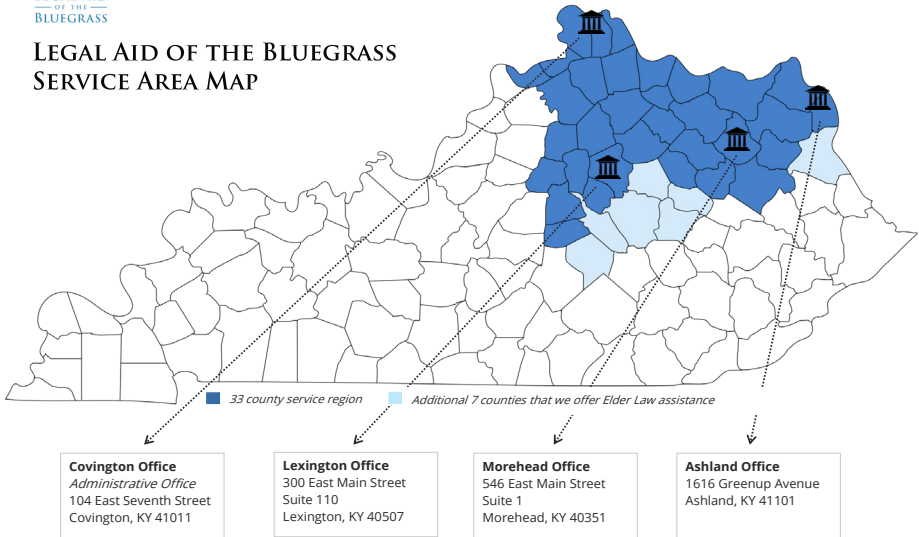 OF THE
BLUEGRASS
LEGAL AID OF THE BLUEGRASS
SERVICE AREA MAP
33 county service region
Additional 7 counties that we offer Elder Law assistance
Covington Office
Administrative Office
104 East Seventh Street
Covington, KY 41011
Lexington Office
300 East Main Street
Suite 110
Lexington, KY 40507
Morehead Office
546 East Main Street
Suite 1
Morehead, KY 40351
Ashland Office
1616 Greenup Avenue
Ashland, KY 41101